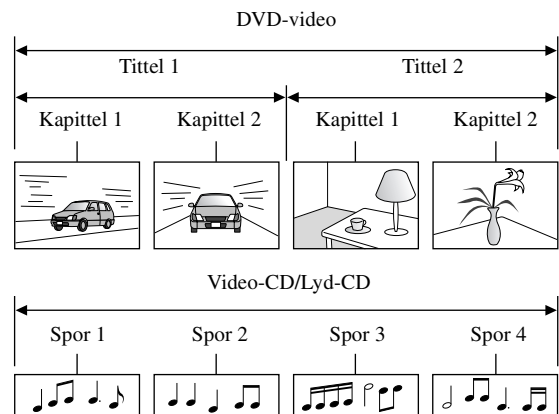 DVD-video
Tittel 1 Tittel 2
Kapittel 1 Kapittel 2 Kapittel 1 Kapittel 2
Video-CD/Lyd-CD
Spor 1 Spor 2 Spor 3 Spor 4